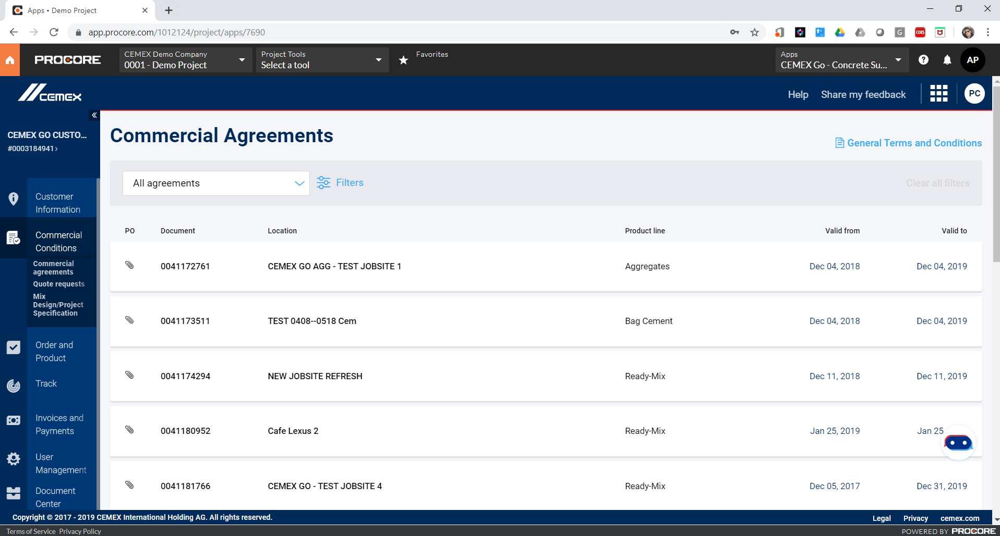 Apps • Demo Project
app.procore.com/1012124/project/apps/7690
G
CORS
PROCORE
CEMEX Demo Company
0001 - Demo Project
Project Tools
Select a tool
Favorites
Apps
CEMEX Go - Concrete Su...
?
AP
CEMEX
Help
Share my feedback
PC
CEMEX GO CUSTO...
#0003184941 ›
Customer
Information
Commercial
Conditions
Commercial
agreements
Quote requests
Mix
Design/Project
Specification
Order and
Product
Track
Invoices and
Payments
User
Management
Document
Center
Commercial Agreements
General Terms and Conditions
All agreements
Filters
Clear all filters
PO Document Location Product line Valid from Valid to
0041172761 CEMEX GO AGG - TEST JOBSITE 1 Aggregates Dec 04, 2018 Dec 04, 2019
0041173511 TEST 0408--0518 Cem Bag Cement Dec 04, 2018 Dec 04, 2019
0041174294 NEW JOBSITE REFRESH Ready-Mix Dec 11, 2018 Dec 11, 2019
0041180952 Cafe Lexus 2 Ready-Mix Jan 25, 2019 Jan 25
0041181766 CEMEX GO - TEST JOBSITE 4 Ready-Mix Dec 05, 2017 Dec 31, 2019
Copyright © 2017 - 2019 CEMEX International Holding AG. All rights reserved.
Legal Privacy cemex.com
Terms of Service Privacy Policy
POWERED BY PROCORE